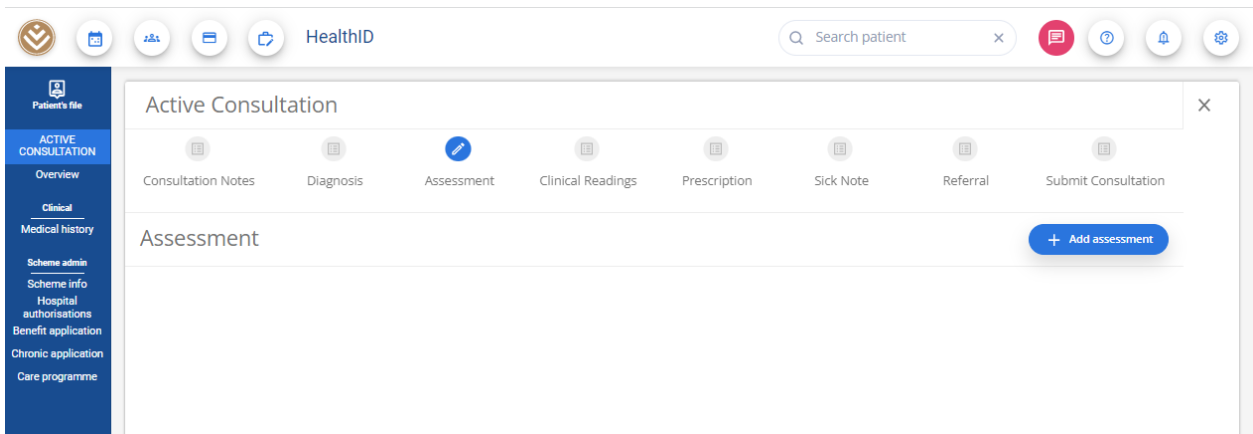 HealthID
Search patient
Patient's file
ACTIVE
CONSULTATION
Overview
Clinical
Medical history
Scheme admin
Scheme info
Hospital
authorisations
Benefit application
Chronic application
Care programme
Active Consultation
Consultation Notes
Diagnosis
Assessment
Clinical Readings
Prescription
Sick Note
Referral
Submit Consultation
Assessment
Add assessment